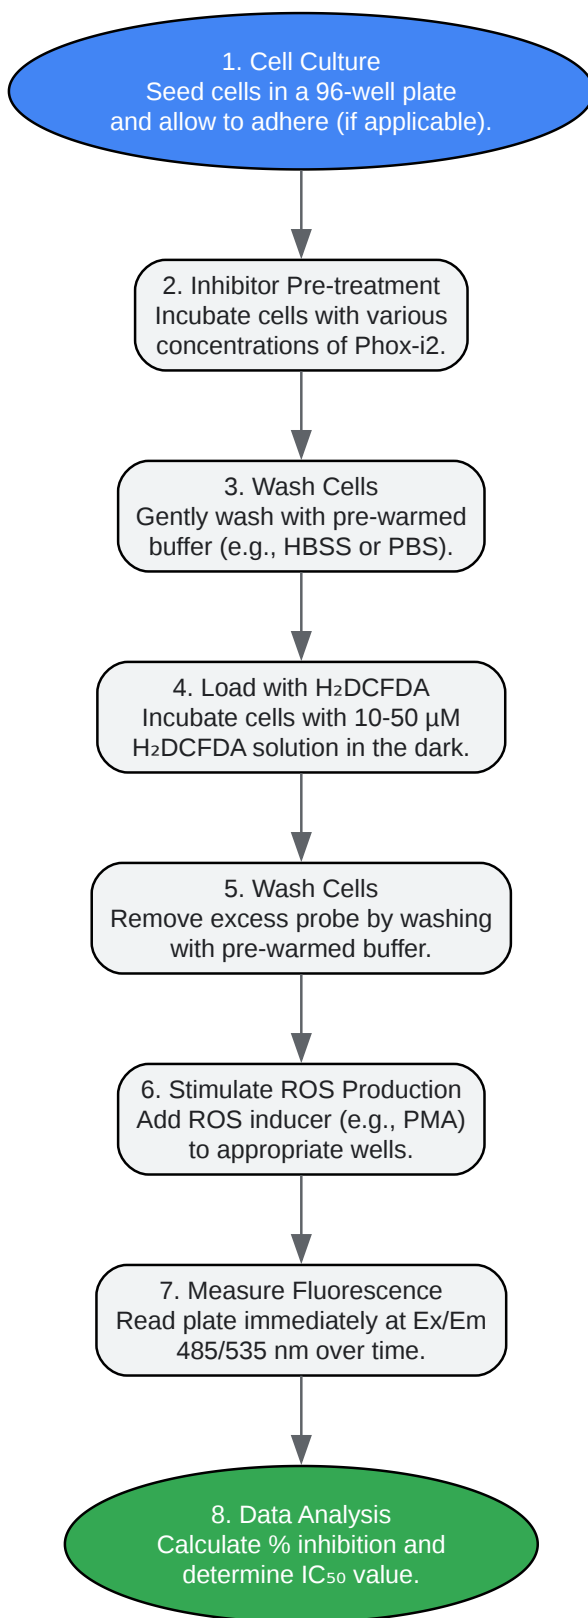 1. Cell Culture
Seed cells in a 96-well plate
and allow to adhere (if applicable).
2. Inhibitor Pre-treatment
Incubate cells with various
concentrations of Phox-i2.
3. Wash Cells
Gently wash with pre-warmed
buffer (e.g., HBSS or PBS).
4. Load with H₂DCFDA
Incubate cells with 10-50 µM
H₂DCFDA solution in the dark.
5. Wash Cells
Remove excess probe by washing
with pre-warmed buffer.
6. Stimulate ROS Production
Add ROS inducer (e.g., PMA)
to appropriate wells.
7. Measure Fluorescence
Read plate immediately at Ex/Em
485/535 nm over time.
8. Data Analysis
Calculate % inhibition and
determine IC₅₀ value.